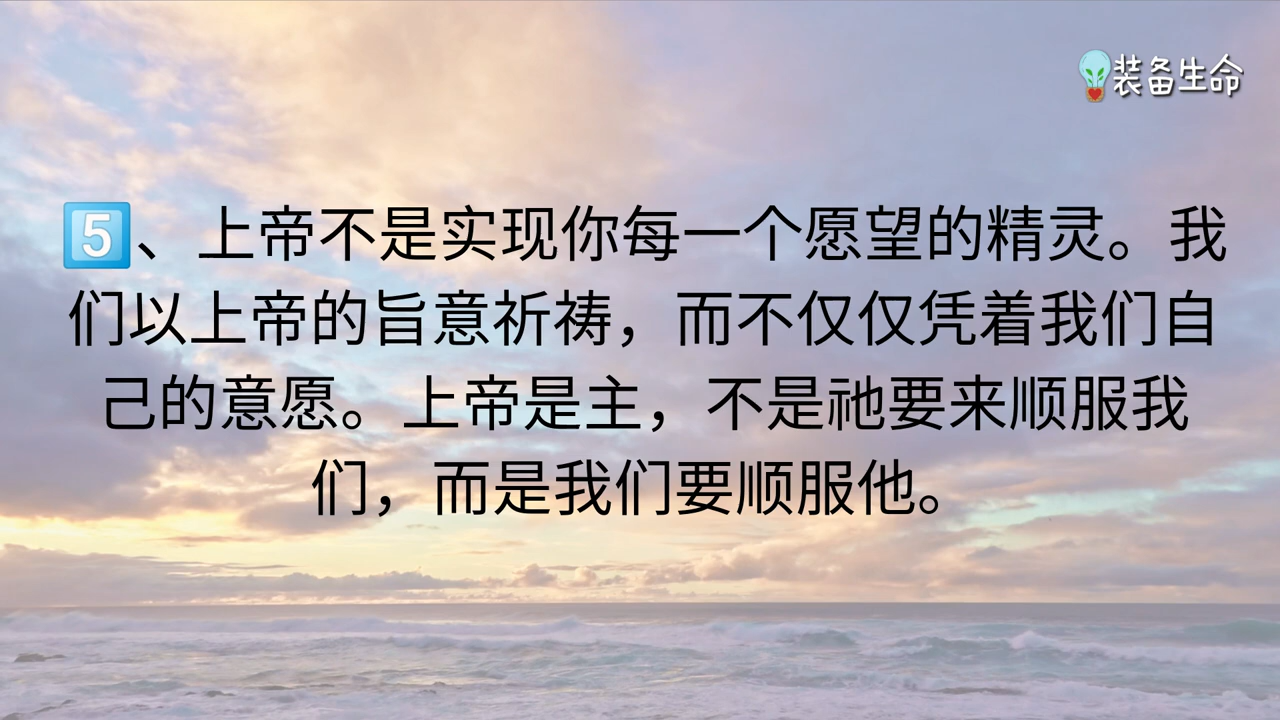 装备生命
5️⃣、上帝不是实现你每一个愿望的精灵。我
们以上帝的旨意祈祷，而不仅仅凭着我们自
己的意愿。上帝是主，不是祂要来顺服我
们，而是我们要顺服他。